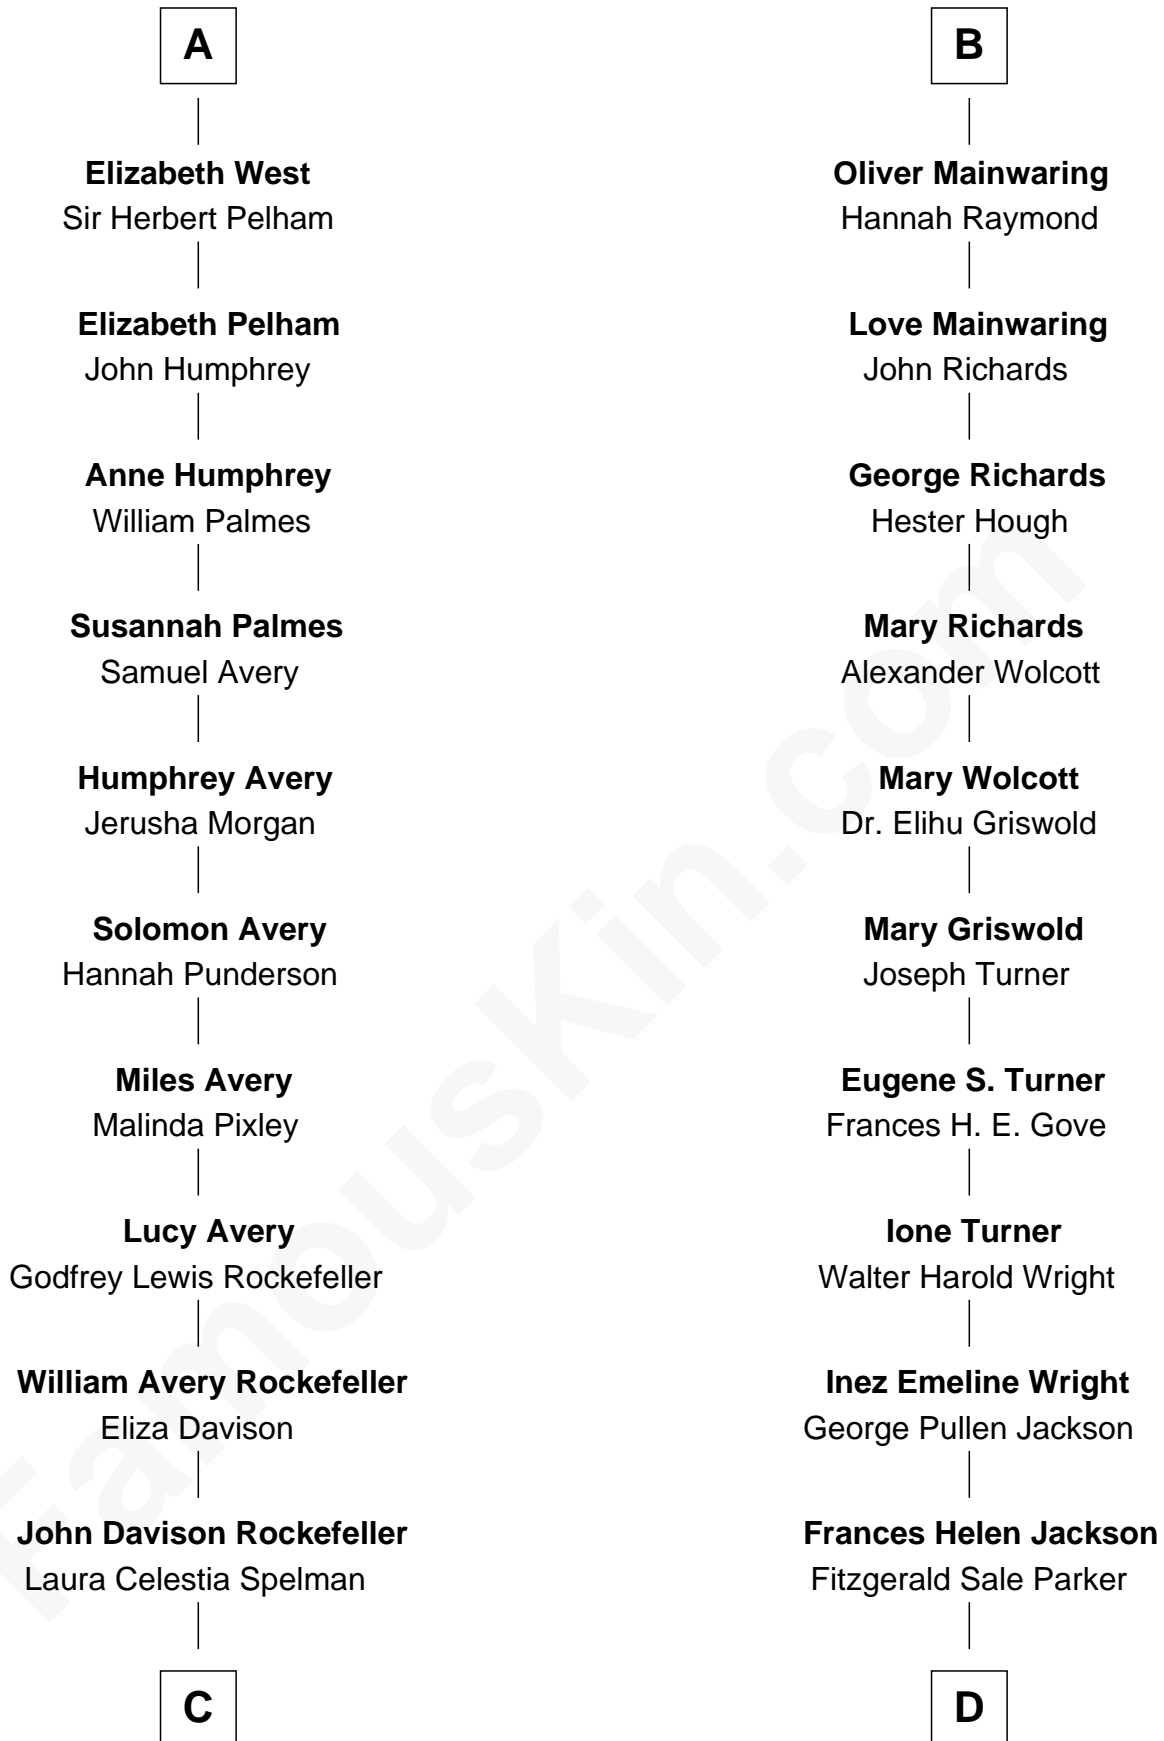 A
Elizabeth West
Sir Herbert Pelham
Elizabeth Pelham
John Humphrey
Anne Humphrey
William Palmes
Susannah Palmes
Samuel Avery
Humphrey Avery
Jerusha Morgan
Solomon Avery
Hannah Punderson
Miles Avery
Malinda Pixley
Lucy Avery
Godfrey Lewis Rockefeller
William Avery Rockefeller
Eliza Davison
John Davison Rockefeller
Laura Celestia Spelman
C
B
Oliver Mainwaring
Hannah Raymond
Love Mainwaring
John Richards
George Richards
Hester Hough
Mary Richards
Alexander Wolcott
Mary Wolcott
Dr. Elihu Griswold
Mary Griswold
Joseph Turner
Eugene S. Turner
Frances H. E. Gove
Ione Turner
Walter Harold Wright
Inez Emeline Wright
George Pullen Jackson
Frances Helen Jackson
Fitzgerald Sale Parker
D
FamousKin.com